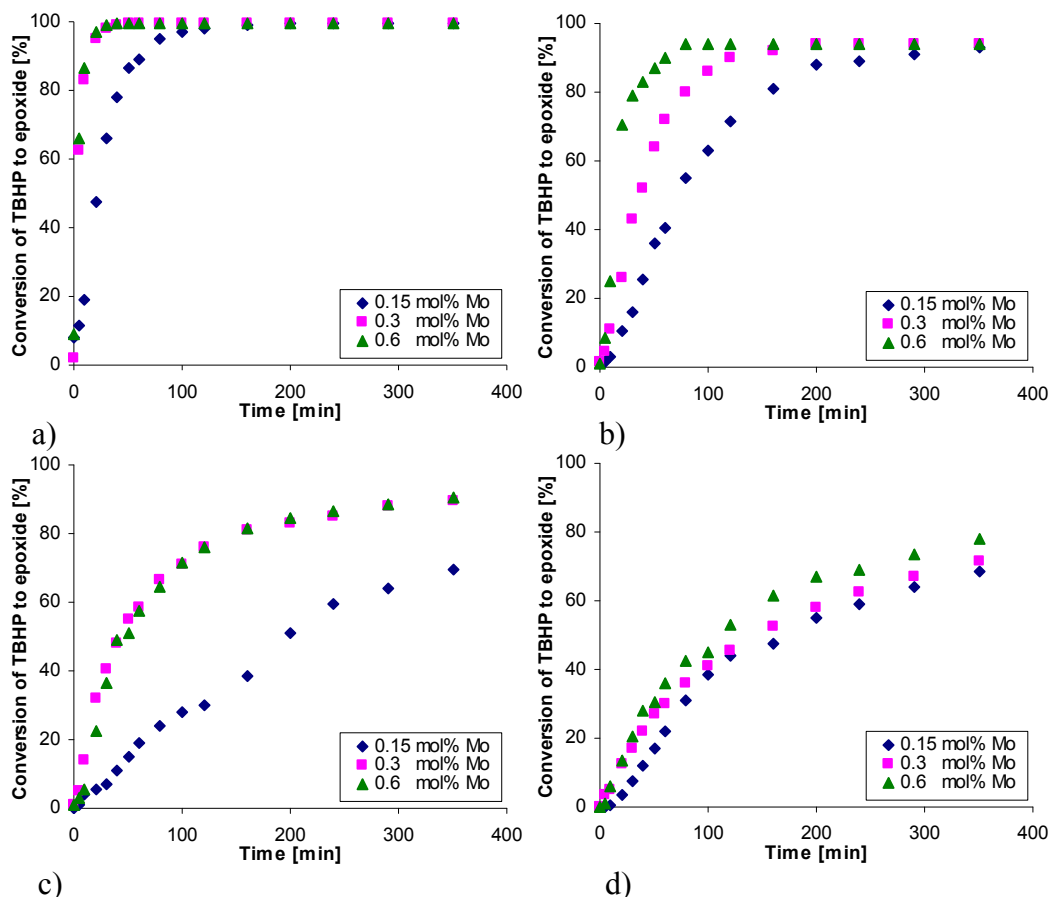 Conversion of TBHP to epoxide [%]
100
80
60
40
20
0
0.15 mol% Mo
0.3 mol% Mo
0.6 mol% Mo
0 100 200 300 400
Time [min]
a)
Conversion of TBHP to epoxide [%]
100
80
60
40
20
0
0.15 mol% Mo
0.3 mol% Mo
0.6 mol% Mo
0 100 200 300 400
Time [min]
b)
Conversion of TBHP to epoxide [%]
100
80
60
40
20
0
0.15 mol% Mo
0.3 mol% Mo
0.6 mol% Mo
0 100 200 300 400
Time [min]
c)
Conversion of TBHP to epoxide [%]
100
80
60
40
20
0
0.15 mol% Mo
0.3 mol% Mo
0.6 mol% Mo
0 100 200 300 400
Time [min]
d)